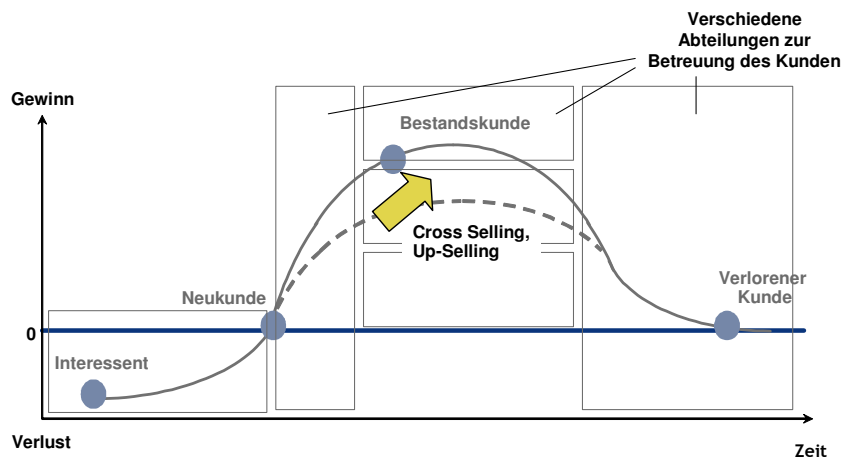 Verschiedene
Abteilungen zur
Betreuung des Kunden
Gewinn
Bestandskunde
Cross Selling,
Up-Selling
Neukunde
Verlorener
Kunde
0
Interessent
Verlust
Zeit